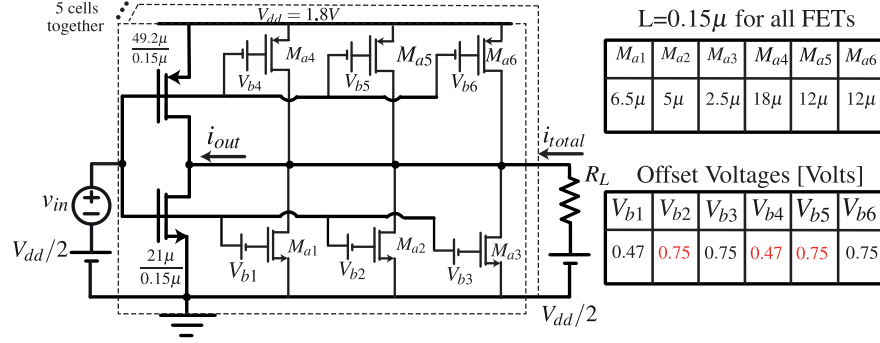 5 cells
together
V_dd = 1.8V
49.2μ
0.15μ
M_a4
M_a5
M_a6
V_b4
V_b5
V_b6
i_out
i_total
v_in
R_L
V_dd/2
21μ
0.15μ
M_a1
M_a2
M_a3
V_b1
V_b2
V_b3
V_dd/2
L=0.15μ for all FETs
M_a1 M_a2 M_a3 M_a4 M_a5 M_a6
6.5μ 5μ 2.5μ 18μ 12μ 12μ
Offset Voltages [Volts]
V_b1 V_b2 V_b3 V_b4 V_b5 V_b6
0.47 0.75 0.75 0.47 0.75 0.75